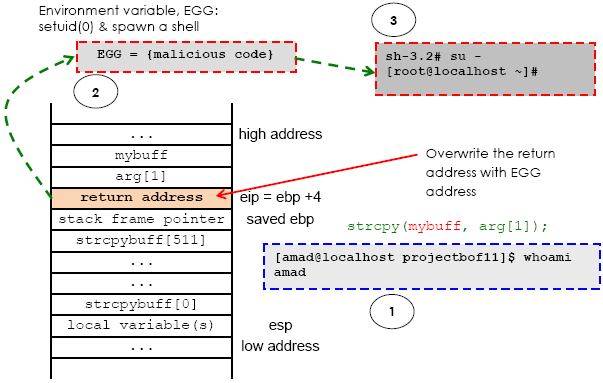 Environment variable, EGG:
setuid(0) & spawn a shell
EGG = {malicious code}
3
sh-3.2# su -
[root@localhost ~]#
2
...
high address
mybuff
arg[1]
return address
eip = ebp +4
stack frame pointer
saved ebp
strcpybuff[511]
...
...
strcpybuff[0]
local variable(s)
esp
...
low address
Overwrite the return
address with EGG
address
strcpy(mybuff, arg[1]);
[amad@localhost projectbof11]$ whoami
amad
1